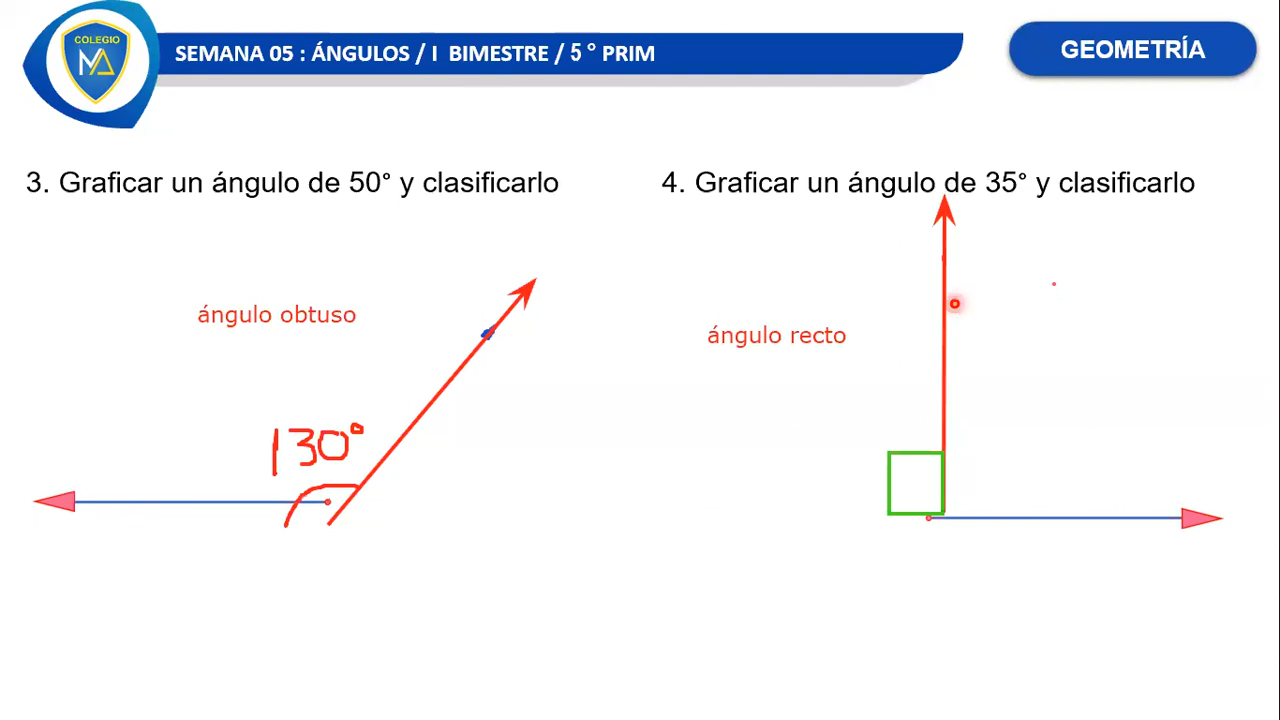 COLEGIO
MA
SEMANA 05 : ÁNGULOS / I BIMESTRE / 5 ° PRIM
GEOMETRÍA
3. Graficar un ángulo de 50° y clasificarlo
ángulo obtuso
130°
4. Graficar un ángulo de 35° y clasificarlo
ángulo recto